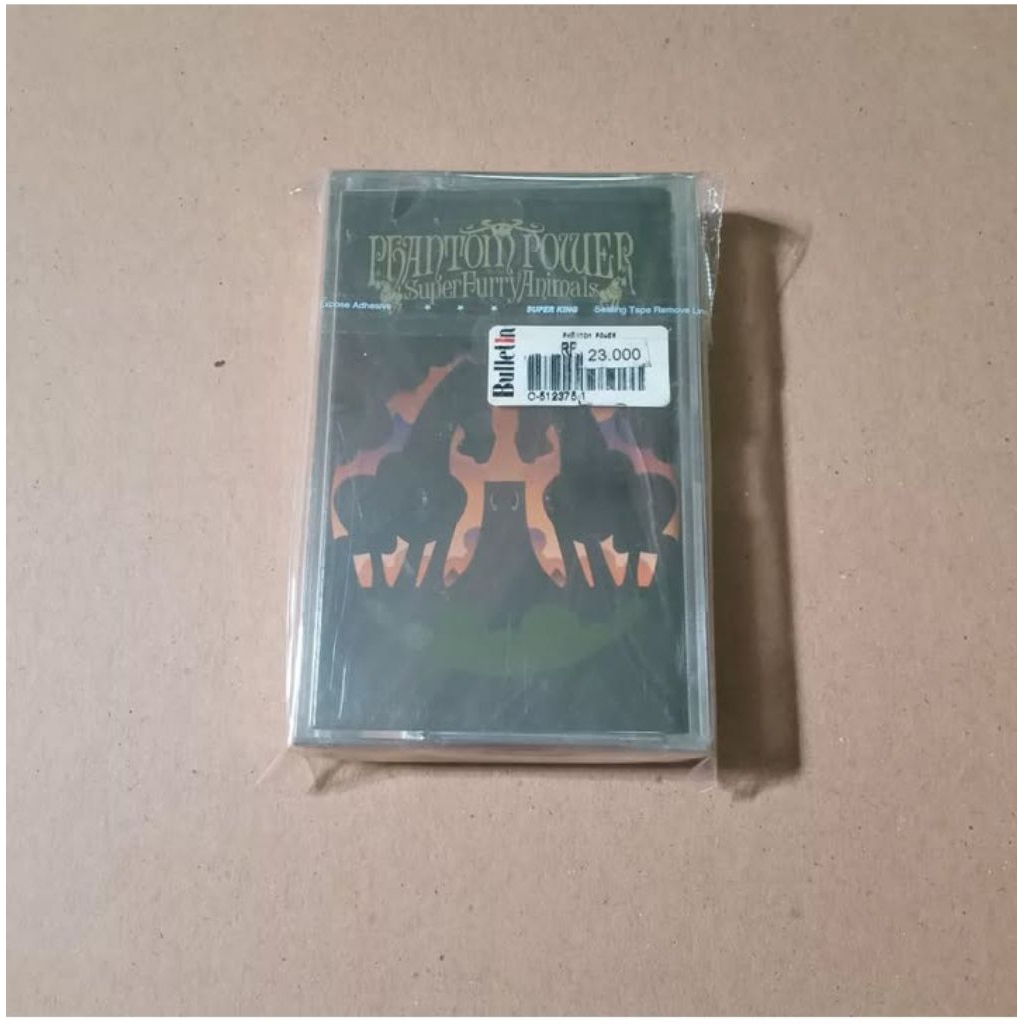 PHANTOM POWER
Super Furry Animals
Expose Adhesive
SUPER KING
Sealing Tape Remove
Bulletin
PHANTOM POWER
RP. 23.000
C-512375